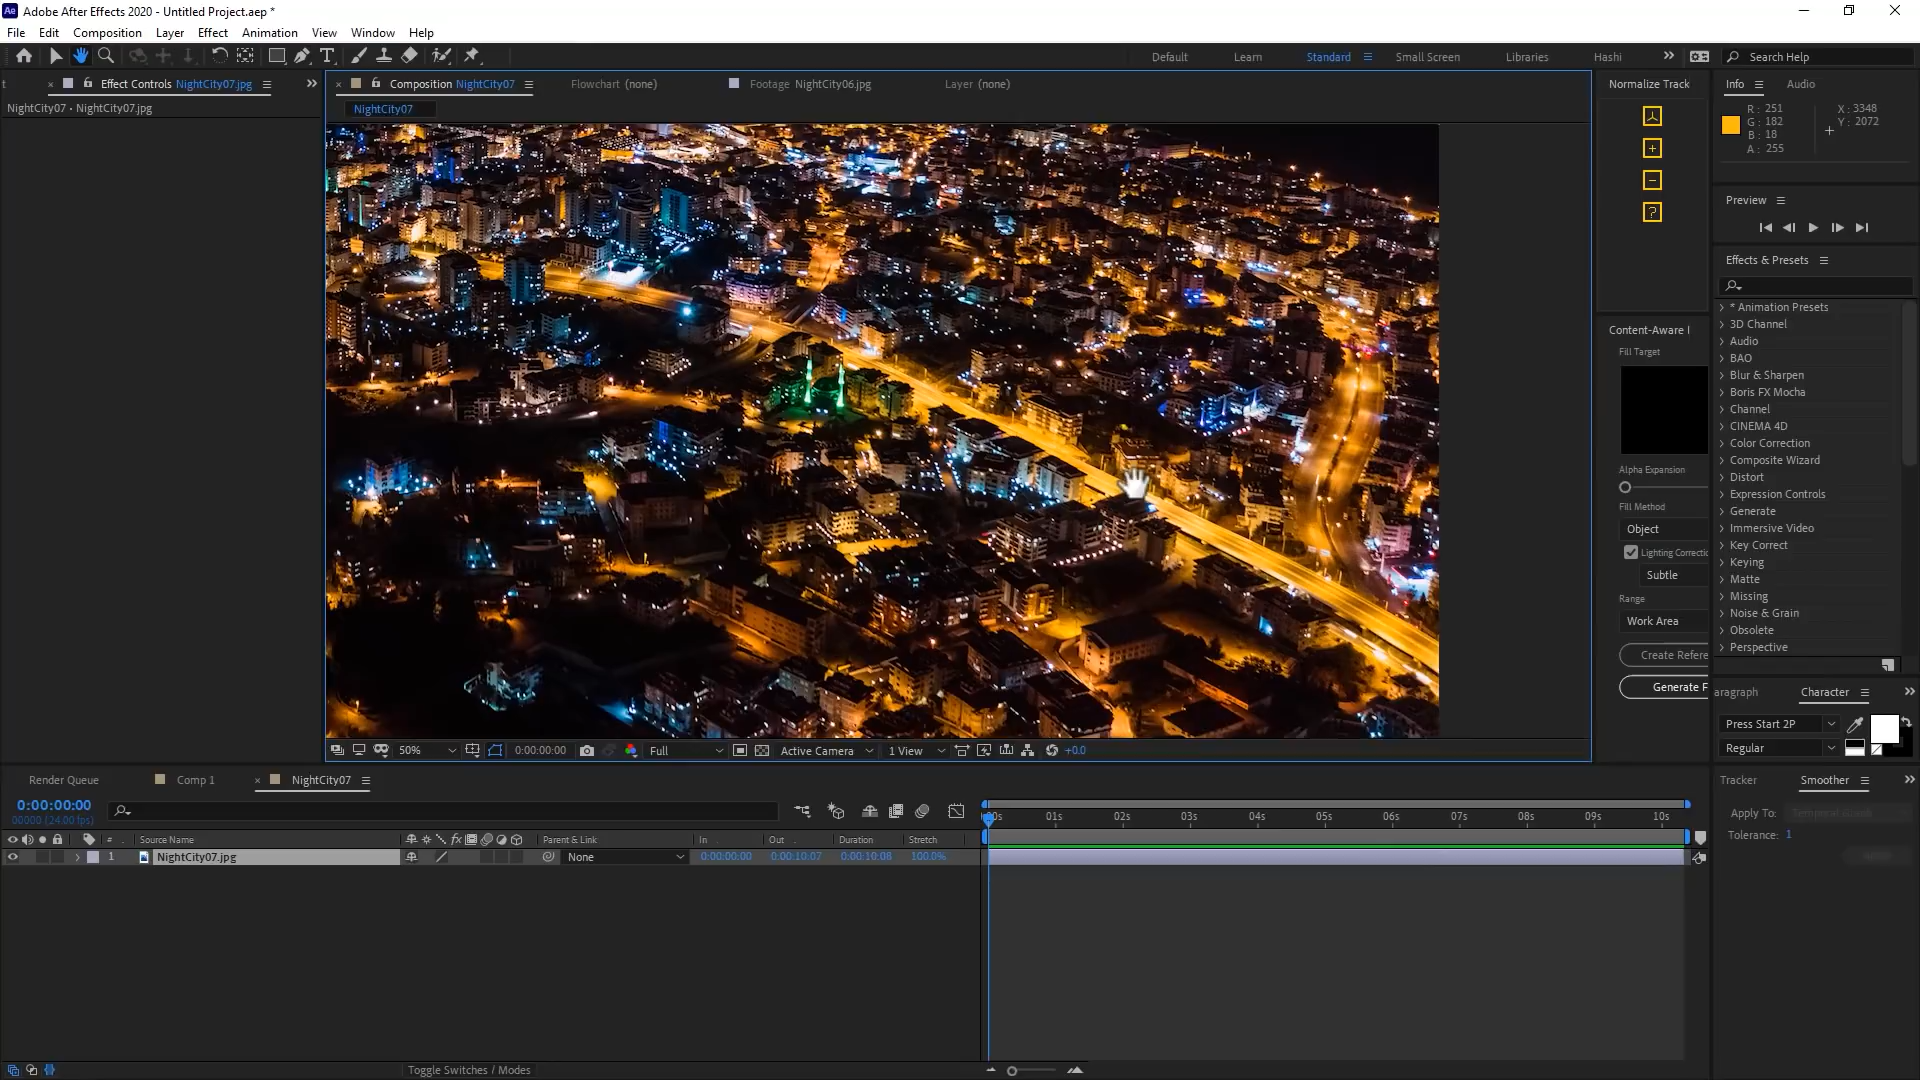 Ae Adobe After Effects 2020 - Untitled Project.aep *
File Edit Composition Layer Effect Animation View Window Help
Default Learn Standard Small Screen Libraries Hashi Search Help
Effect Controls NightCity07.jpg
NightCity07 • NightCity07.jpg
Composition NightCity07
Flowchart (none)
Footage NightCity06.jpg
Layer (none)
NightCity07
Normalize Track
Content-Aware
Fill Target
Alpha Expansion
Fill Method
Object
Lighting Correctio
Subtle
Range
Work Area
Create Refere
Generate F
Info Audio
R : 251
G : 182
B : 18
A : 255
X : 3348
Y : 2072
Preview
Effects & Presets
* Animation Presets
3D Channel
Audio
BAO
Blur & Sharpen
Boris FX Mocha
Channel
CINEMA 4D
Color Correction
Composite Wizard
Distort
Expression Controls
Generate
Immersive Video
Key Correct
Keying
Matte
Missing
Noise & Grain
Obsolete
Perspective
aragraph Character
Press Start 2P
Regular
50% 0:00:00:00 Full Active Camera 1 View +0.0
Render Queue Comp 1 NightCity07
0:00:00:00
00000 (24.00 fps)
# Source Name Parent & Link In Out Duration Stretch
1 NightCity07.jpg None 0:00:00:00 0:00:10:07 0:00:10:08 100.0%
00s 01s 02s 03s 04s 05s 06s 07s 08s 09s 10s
Toggle Switches / Modes
Tracker Smoother
Apply To:
Tolerance: 1